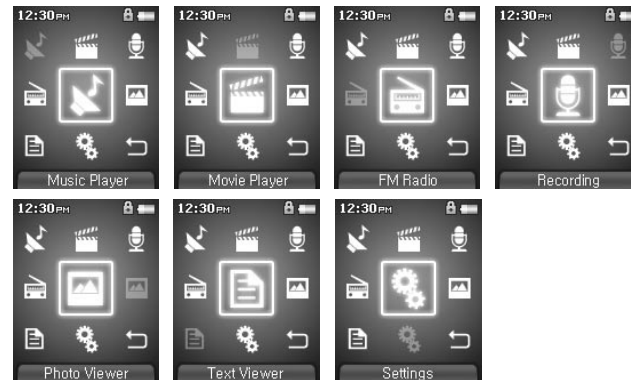 12:30PM
Music Player
12:30PM
Movie Player
12:30PM
FM Radio
12:30PM
Recording
12:30PM
Photo Viewer
12:30PM
Text Viewer
12:30PM
Settings